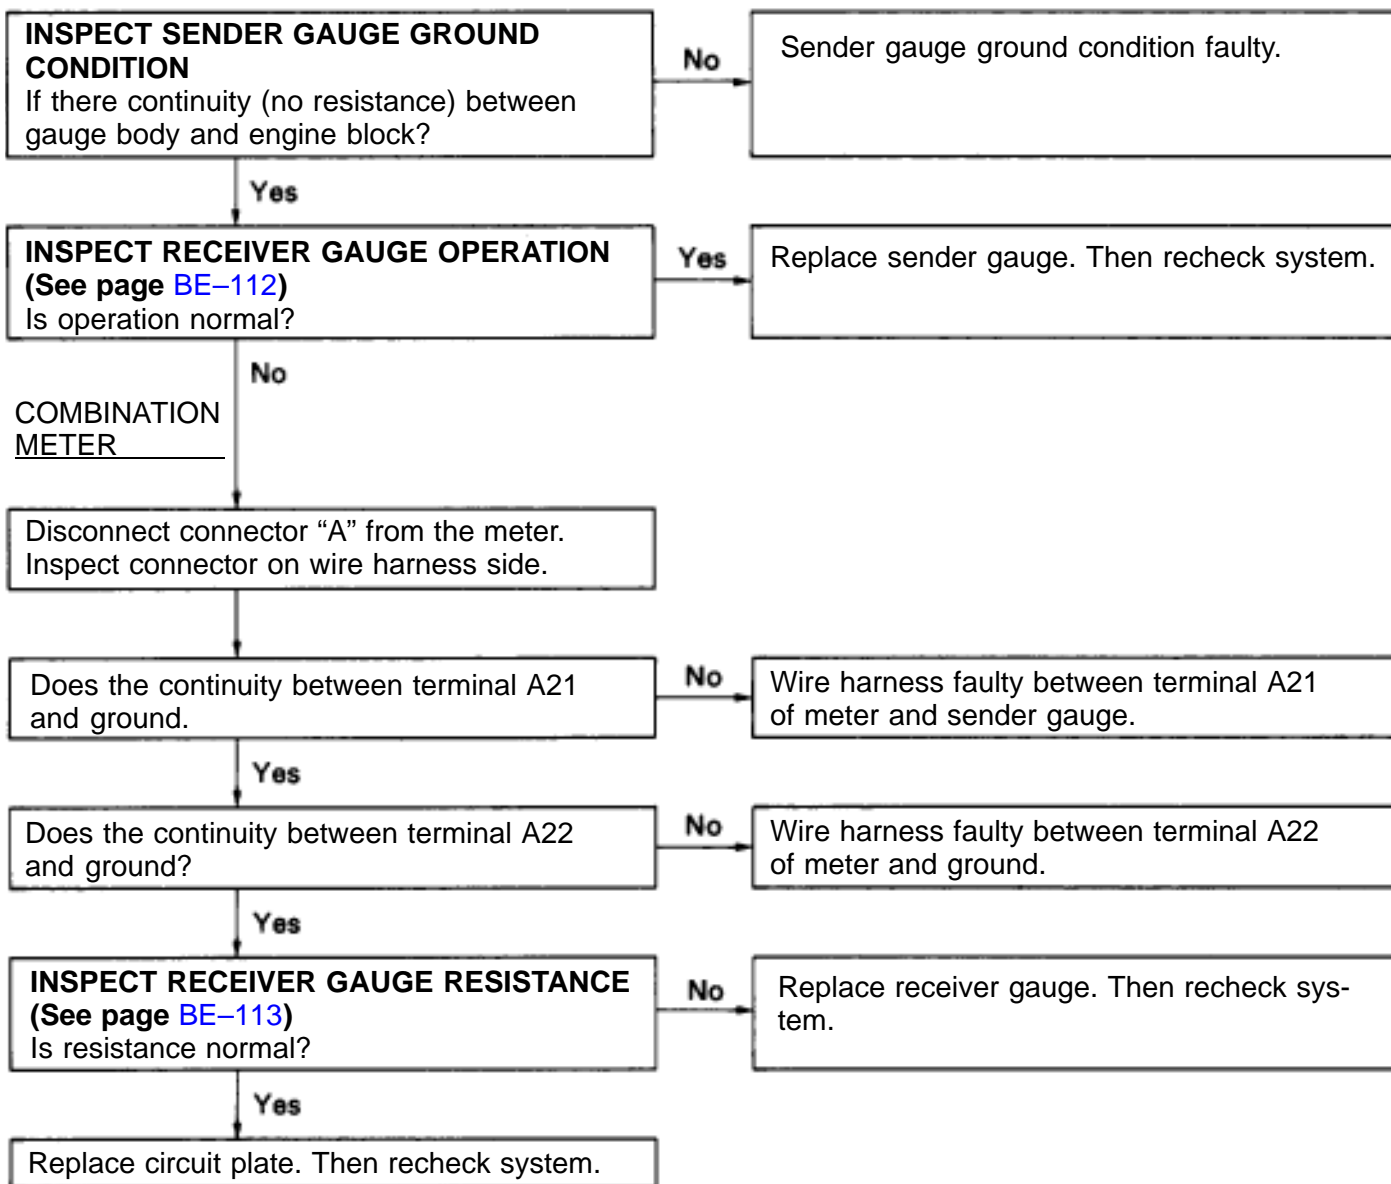 INSPECT SENDER GAUGE GROUND
CONDITION
If there continuity (no resistance) between
gauge body and engine block?
No
Sender gauge ground condition faulty.
Yes
INSPECT RECEIVER GAUGE OPERATION
(See page BE–112)
Is operation normal?
Yes
Replace sender gauge. Then recheck system.
No
COMBINATION
METER
Disconnect connector “A” from the meter.
Inspect connector on wire harness side.
Does the continuity between terminal A21
and ground.
No
Wire harness faulty between terminal A21
of meter and sender gauge.
Yes
Does the continuity between terminal A22
and ground?
No
Wire harness faulty between terminal A22
of meter and ground.
Yes
INSPECT RECEIVER GAUGE RESISTANCE
(See page BE–113)
Is resistance normal?
No
Replace receiver gauge. Then recheck sys-
tem.
Yes
Replace circuit plate. Then recheck system.